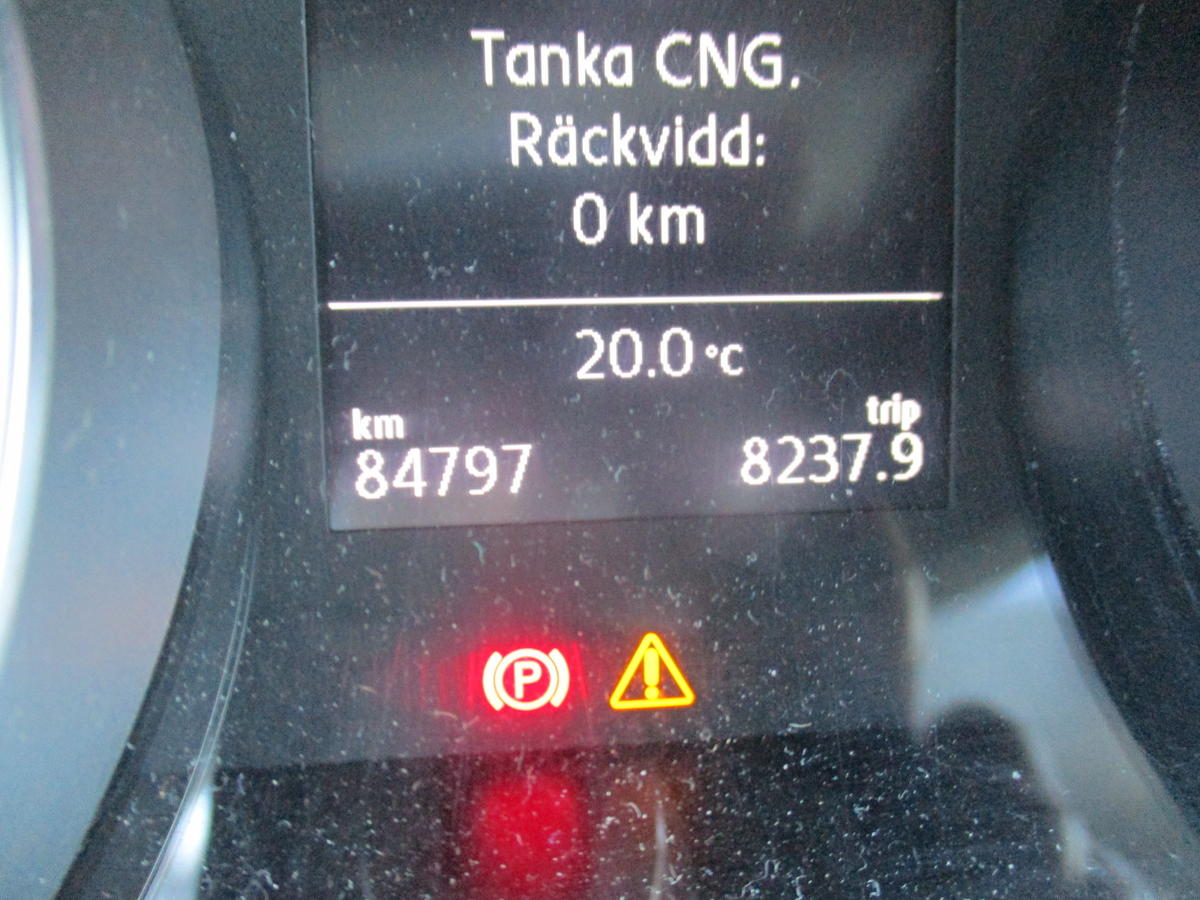 Tanka CNG.
Räckvidd:
0 km
20.0 °C
km trip
84797 8237.9
P !